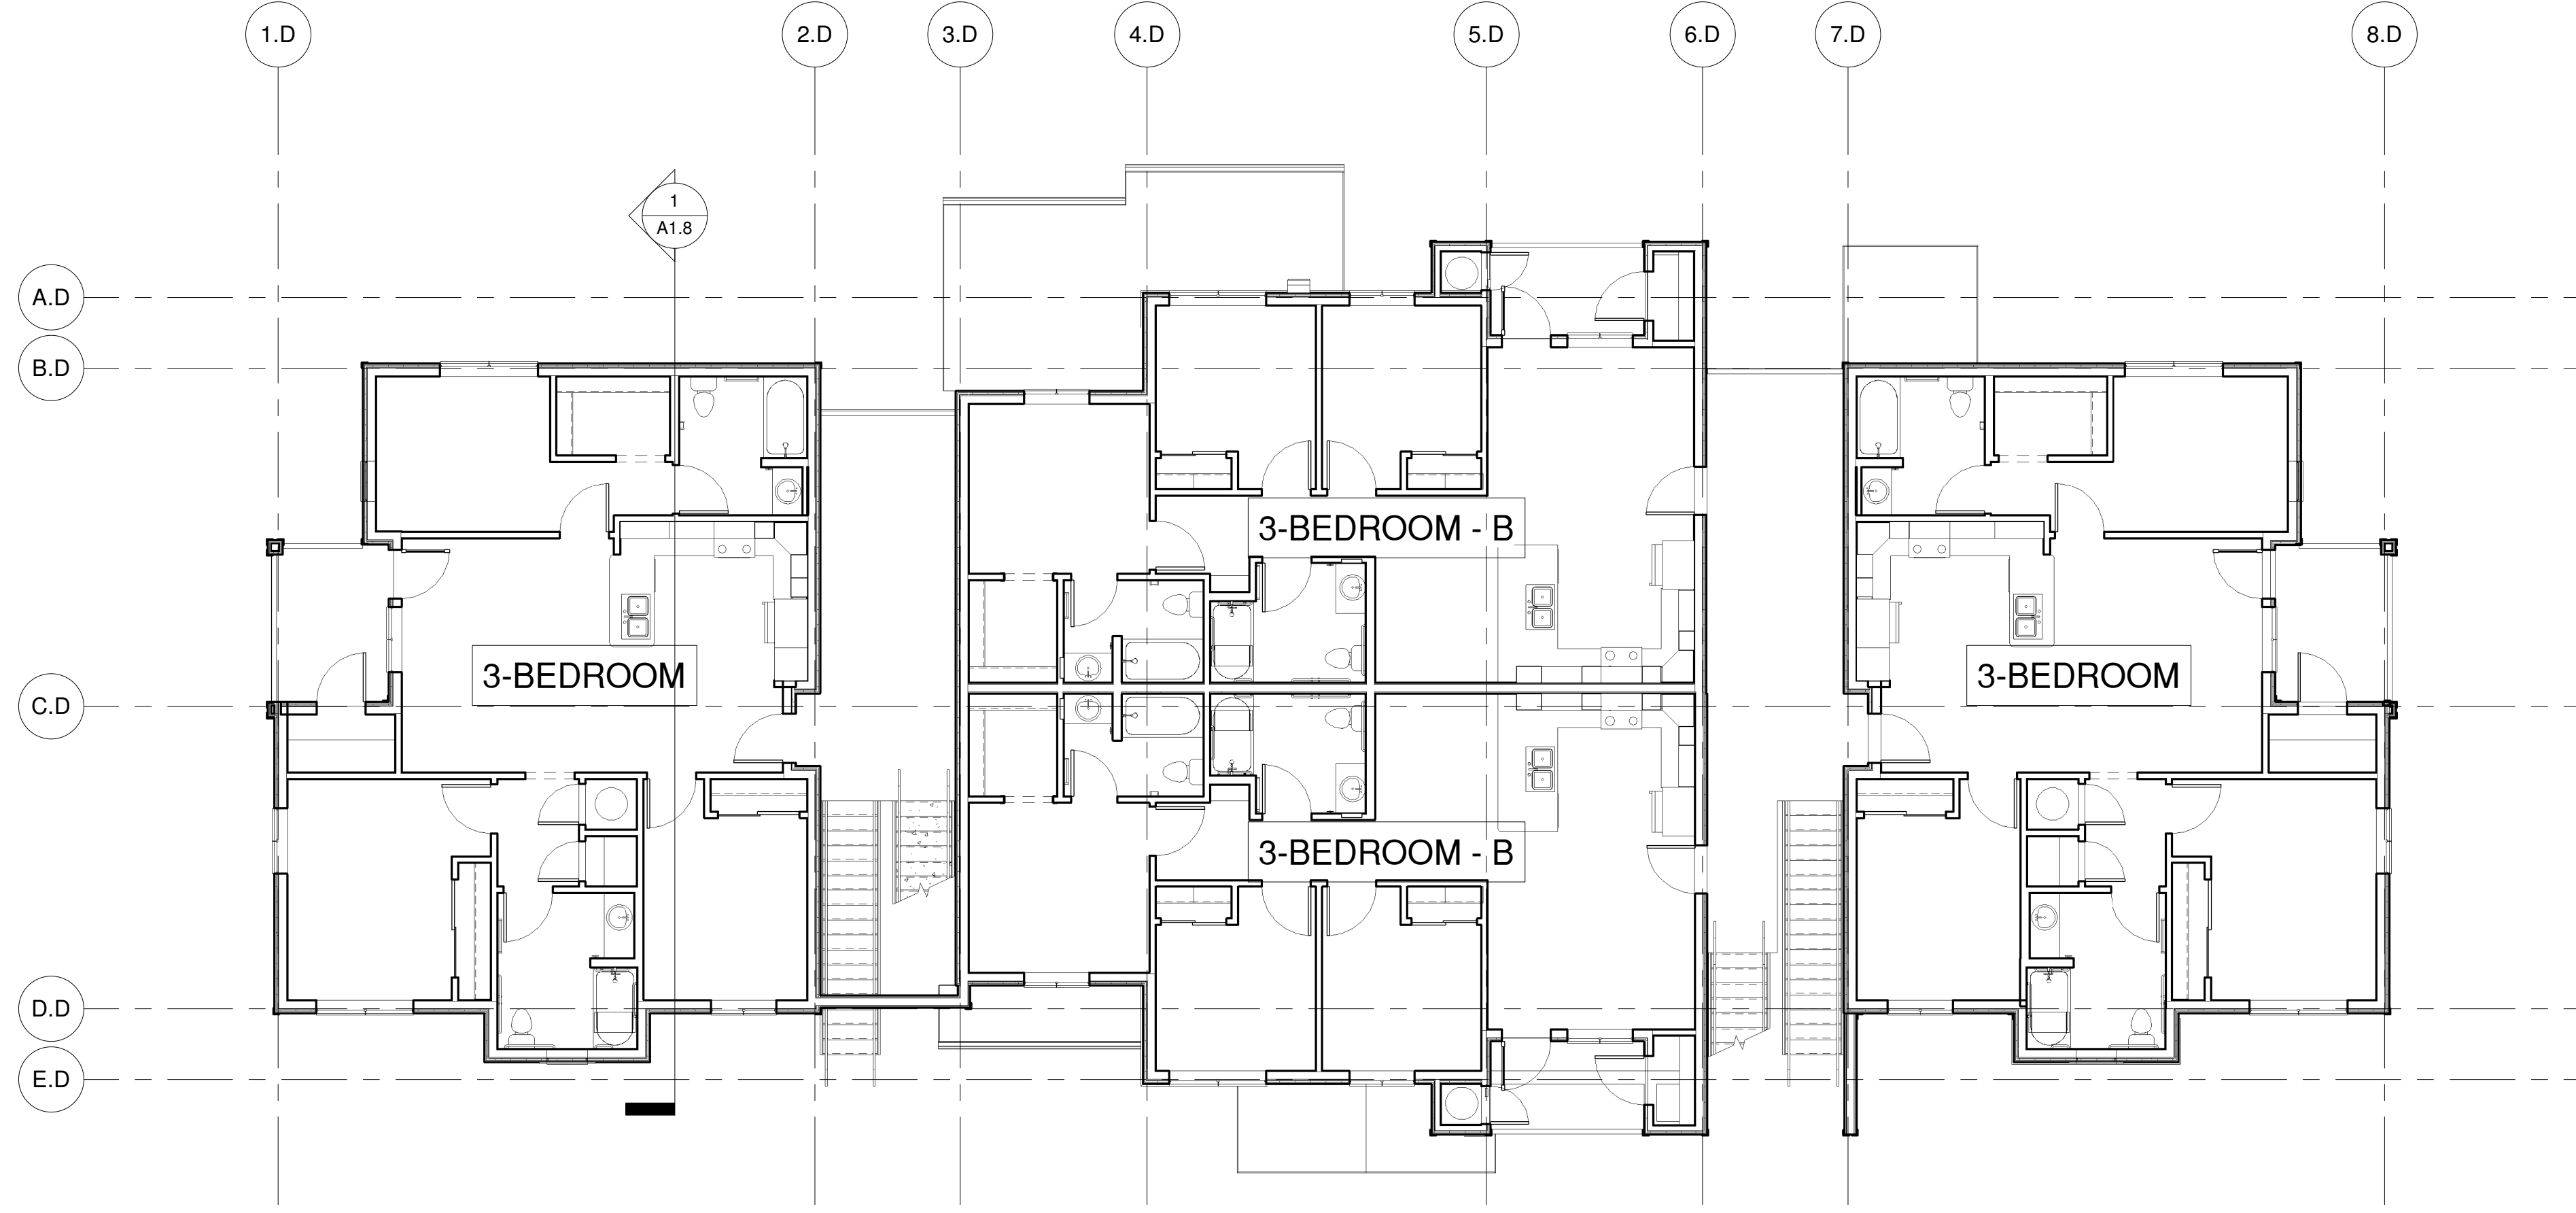 1.D
2.D
3.D
4.D
5.D
6.D
7.D
8.D
1
A1.8
A.D
B.D
3-BEDROOM - B
3-BEDROOM
3-BEDROOM
C.D
3-BEDROOM - B
D.D
E.D